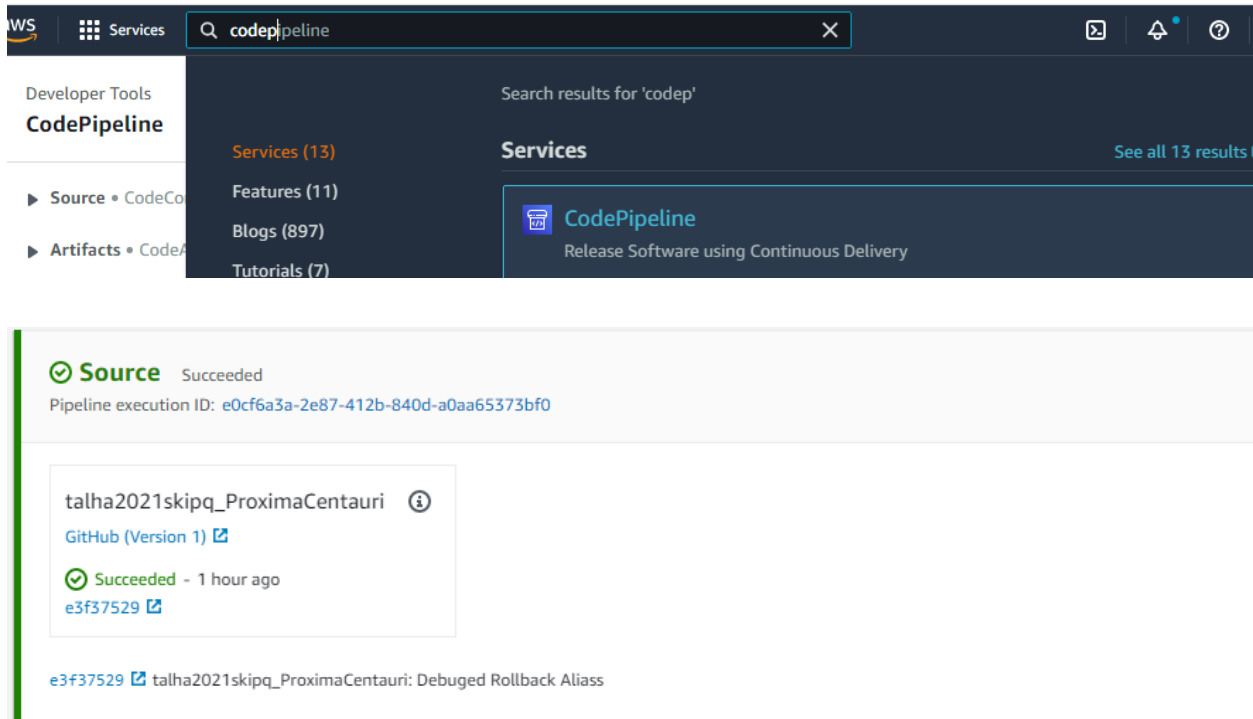 aws
Services
codepipeline
Developer Tools
CodePipeline
Source • CodeCo
Artifacts • CodeA
Search results for 'codep'
Services (13)
Features (11)
Blogs (897)
Tutorials (7)
Services
See all 13 results
CodePipeline
Release Software using Continuous Delivery
Source Succeeded
Pipeline execution ID: e0cf6a3a-2e87-412b-840d-a0aa65373bf0
talha2021skipq_ProximaCentauri
GitHub (Version 1)
Succeeded - 1 hour ago
e3f37529
e3f37529 talha2021skipq_ProximaCentauri: Debuged Rollback Aliass